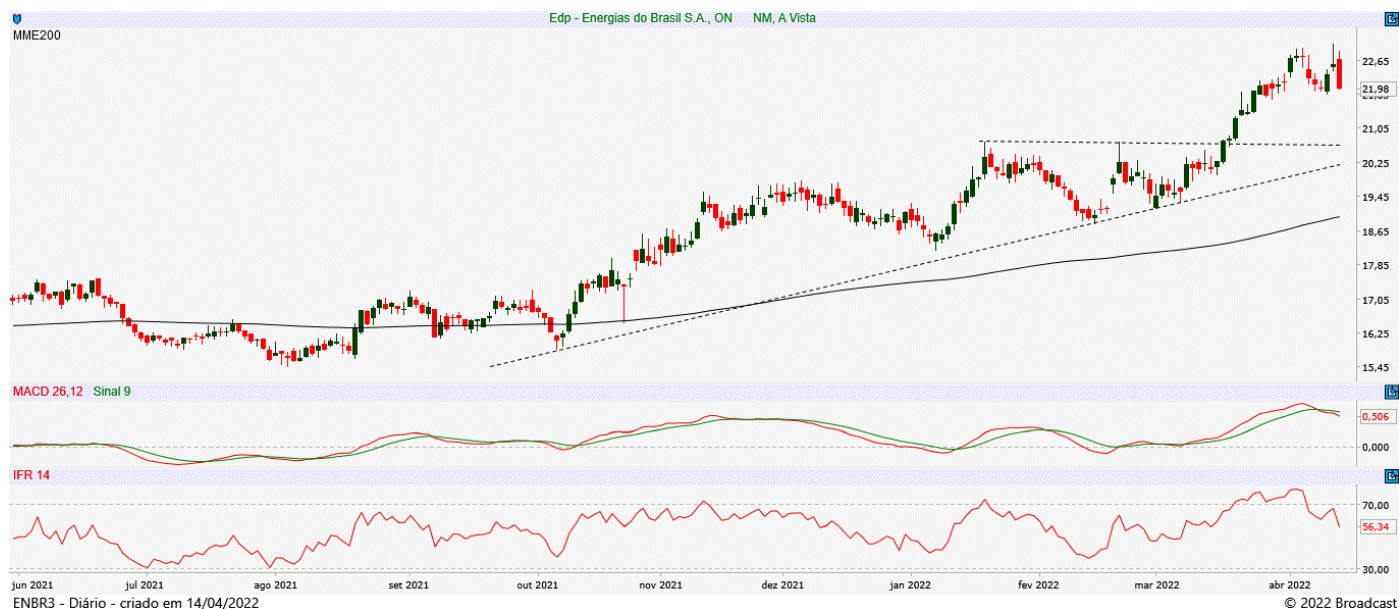 Edp - Energias do Brasil S.A., ON NM, A Vista
MME200
22,65
21,98
21,05
20,25
19,45
18,65
17,85
17,05
16,25
15,45
MACD 26,12 Sinal 9
0,506
0,000
IFR 14
70,00
56,34
30,00
jun 2021 jul 2021 ago 2021 set 2021 out 2021 nov 2021 dez 2021 jan 2022 fev 2022 mar 2022 abr 2022
ENBR3 - Diário - criado em 14/04/2022 © 2022 Broadcast